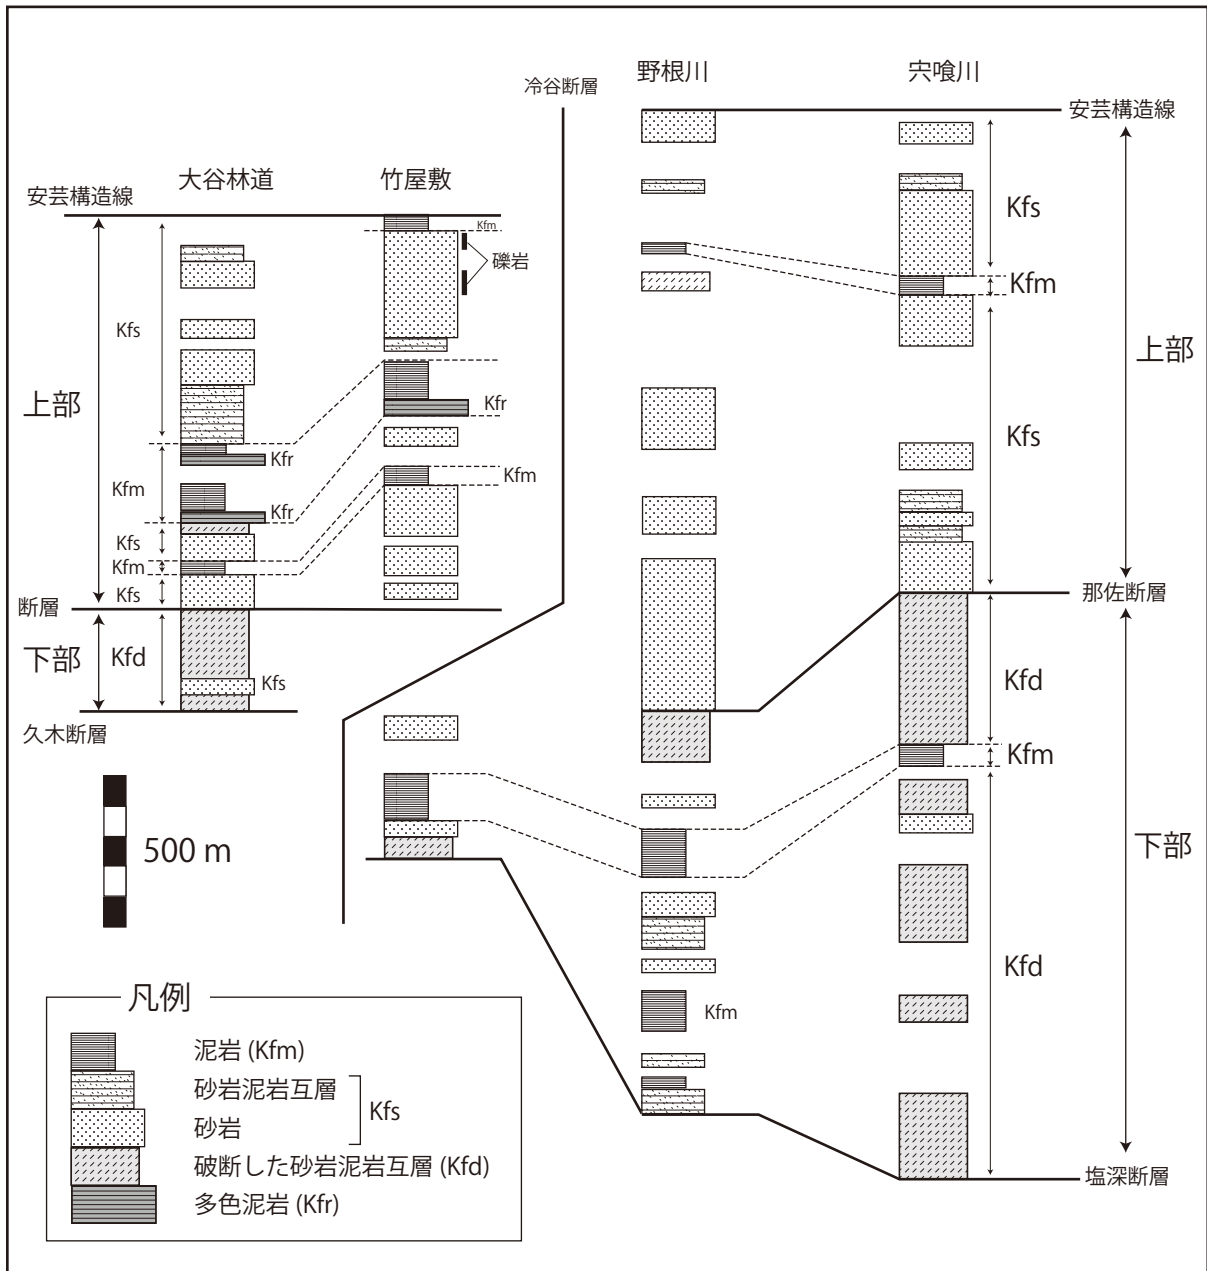 野根川
宍喰川
冷谷断層
安芸構造線
大谷林道
竹屋敷
安芸構造線
Kfm
礫岩
Kfs
Kfs
Kfm
上部
Kfr
Kfr
Kfm
Kfr
Kfs
Kfm
Kfs
Kfm
上部
Kfs
断層
那佐断層
下部
Kfd
Kfs
久木断層
Kfd
Kfm
500 m
下部
Kfd
Kfm
凡例
泥岩 (Kfm)
砂岩泥岩互層
Kfs
砂岩
破断した砂岩泥岩互層 (Kfd)
多色泥岩 (Kfr)
塩深断層